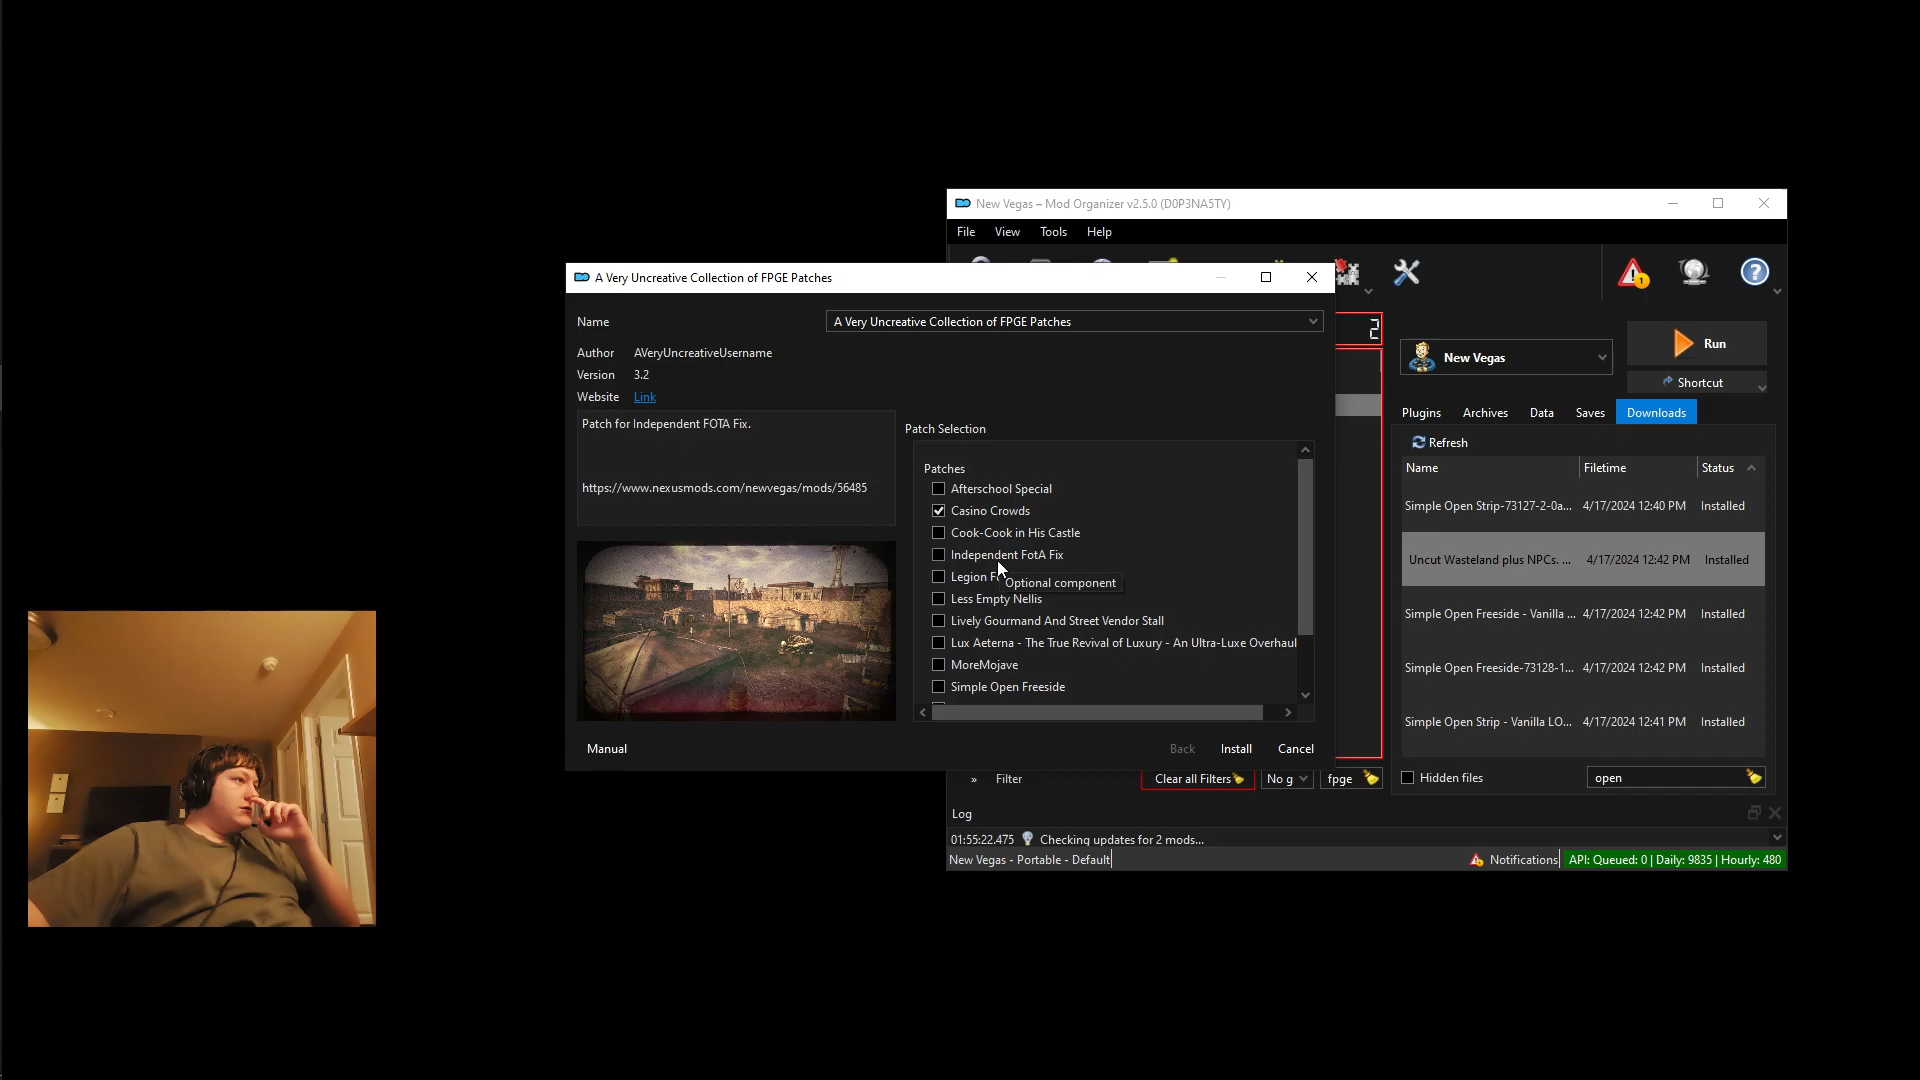 New Vegas – Mod Organizer v2.5.0 (D0P3NA5TY)
File View Tools Help
A Very Uncreative Collection of FPGE Patches
Name A Very Uncreative Collection of FPGE Patches
Author AVeryUncreativeUsername
Version 3.2
Website Link
Patch for Independent FOTA Fix.
https://www.nexusmods.com/newvegas/mods/56485
Patch Selection
Patches
Afterschool Special
Casino Crowds
Cook-Cook in His Castle
Independent FotA Fix
Legion F
Optional component
Less Empty Nellis
Lively Gourmand And Street Vendor Stall
Lux Aeterna - The True Revival of Luxury - An Ultra-Luxe Overhaul
MoreMojave
Simple Open Freeside
Manual Back Install Cancel
2
1
New Vegas
Run
Shortcut
Plugins Archives Data Saves Downloads
Refresh
Name Filetime Status
Simple Open Strip-73127-2-0a... 4/17/2024 12:40 PM Installed
Uncut Wasteland plus NPCs. ... 4/17/2024 12:42 PM Installed
Simple Open Freeside - Vanilla ... 4/17/2024 12:42 PM Installed
Simple Open Freeside-73128-1... 4/17/2024 12:42 PM Installed
Simple Open Strip - Vanilla LO... 4/17/2024 12:41 PM Installed
» Filter Clear all Filters No g fpge
Hidden files open
Log
01:55:22.475 Checking updates for 2 mods...
New Vegas - Portable - Default
Notifications API: Queued: 0 | Daily: 9835 | Hourly: 480